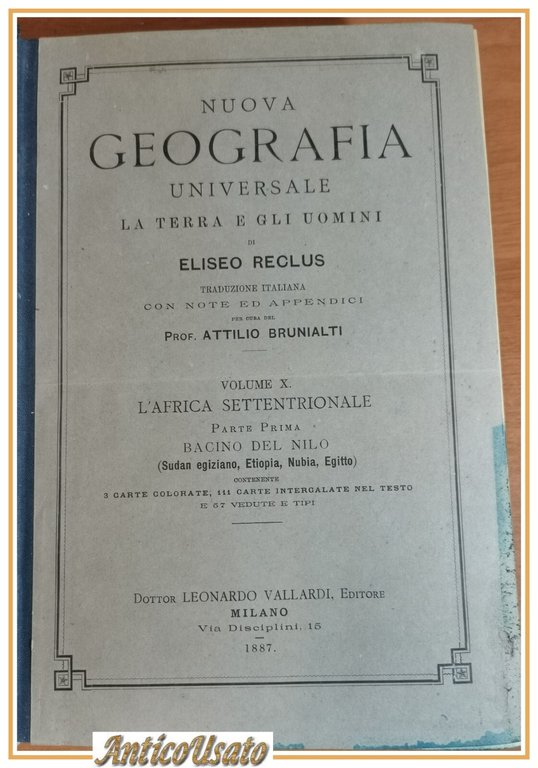 NUOVA
GEOGRAFIA
UNIVERSALE
LA TERRA E GLI UOMINI
DI
ELISEO RECLUS
TRADUZIONE ITALIANA
CON NOTE ED APPENDICI
PER CURA DEL
PROF. ATTILIO BRUNIALTI
VOLUME X.
L'AFRICA SETTENTRIONALE
PARTE PRIMA
BACINO DEL NILO
(Sudan egiziano, Etiopia, Nubia, Egitto)
CONTENENTE
3 CARTE COLORATE, 111 CARTE INTERCALATE NEL TESTO
E 57 VEDUTE E TIPI
DOTTOR LEONARDO VALLARDI, EDITORE
MILANO
Via Disciplini, 15
1887.
AnticoUsato